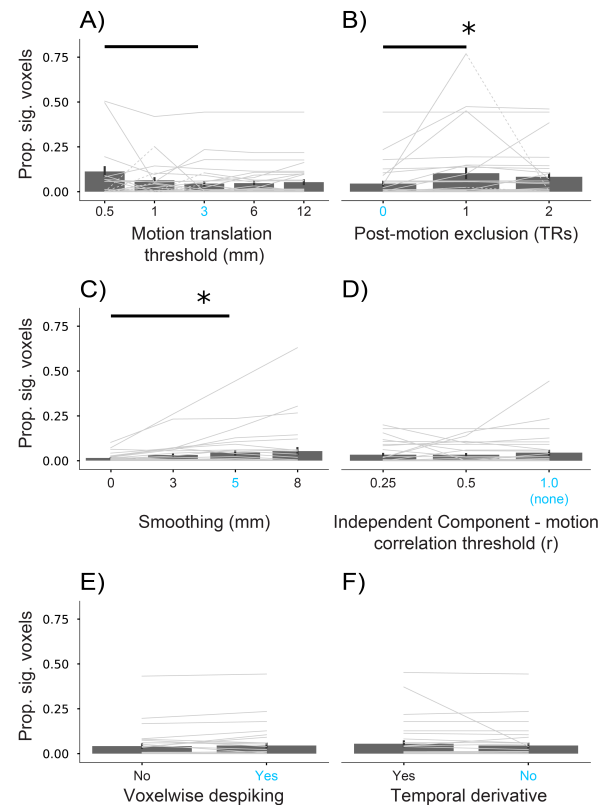 A)
B)
*
Prop. sig. voxels
0.75
0.50
0.25
0.00
0.5 1 3 6 12
0 1 2
Motion translation
threshold (mm)
Post-motion exclusion (TRs)
C)
D)
*
Prop. sig. voxels
0.75
0.50
0.25
0.00
0 3 5 8
0.25 0.5 1.0
(none)
Smoothing (mm)
Independent Component - motion
correlation threshold (r)
E)
F)
Prop. sig. voxels
0.75
0.50
0.25
0.00
No Yes
Yes No
Voxelwise despiking
Temporal derivative